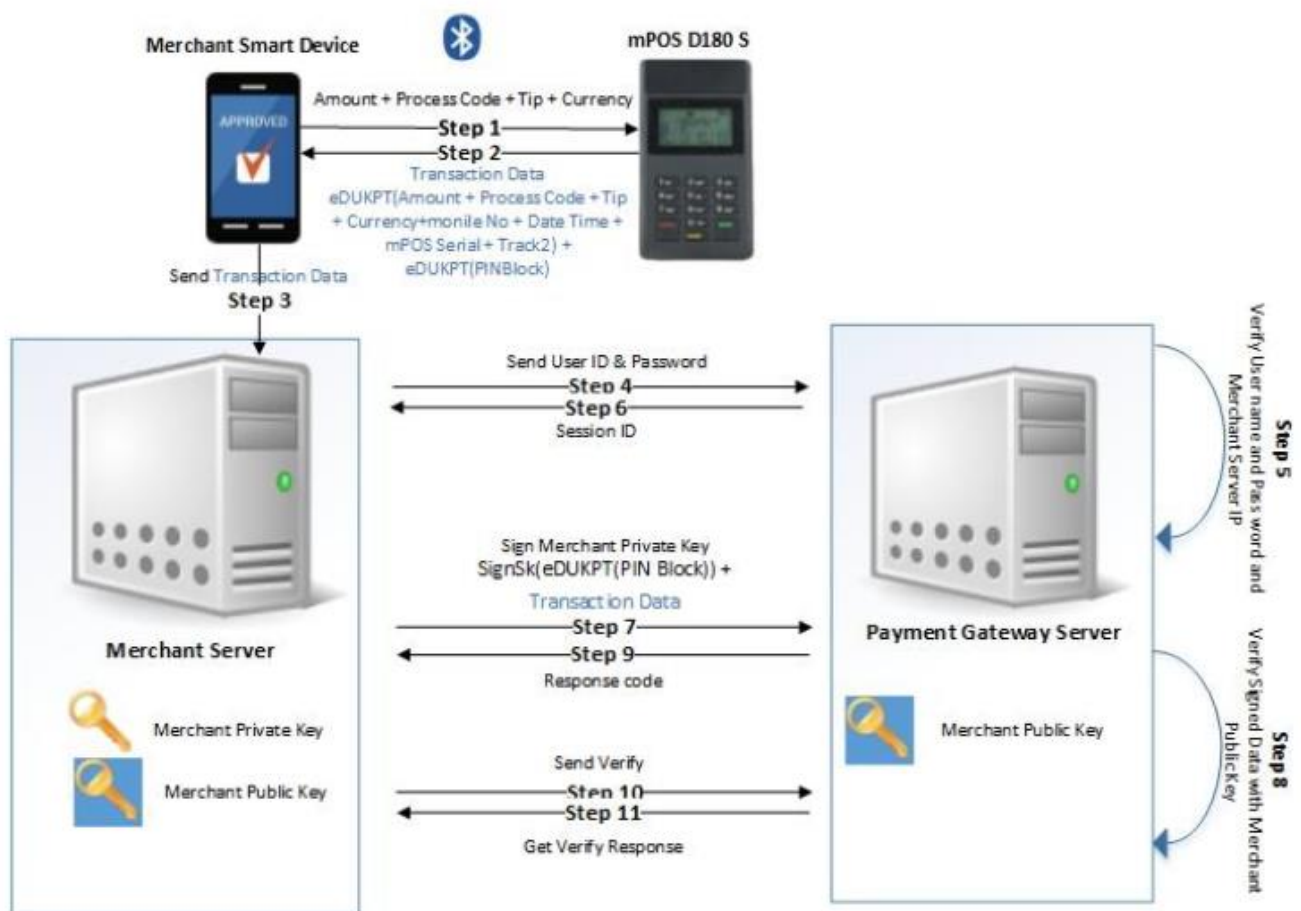 Merchant Smart Device
mPOS D180 S
APPROVED
Amount + Process Code + Tip + Currency
Step 1
Step 2
Transaction Data
eDUKPT(Amount + Process Code + Tip
+ Currency+monile No + Date Time +
mPOS Serial + Track2) +
eDUKPT(PINBlock)
Send Transaction Data
Step 3
Send User ID & Password
Step 4
Step 6
Session ID
Step 5
Verify User name and Pass word and
Merchant Server IP
Sign Merchant Private Key
SignSk(eDUKPT(PIN Block)) +
Transaction Data
Step 7
Step 9
Response code
Merchant Server
Payment Gateway Server
Merchant Private Key
Merchant Public Key
Merchant Public Key
Step 8
Verify Signed Data with Merchant
Public Key
Send Verify
Step 10
Step 11
Get Verify Response